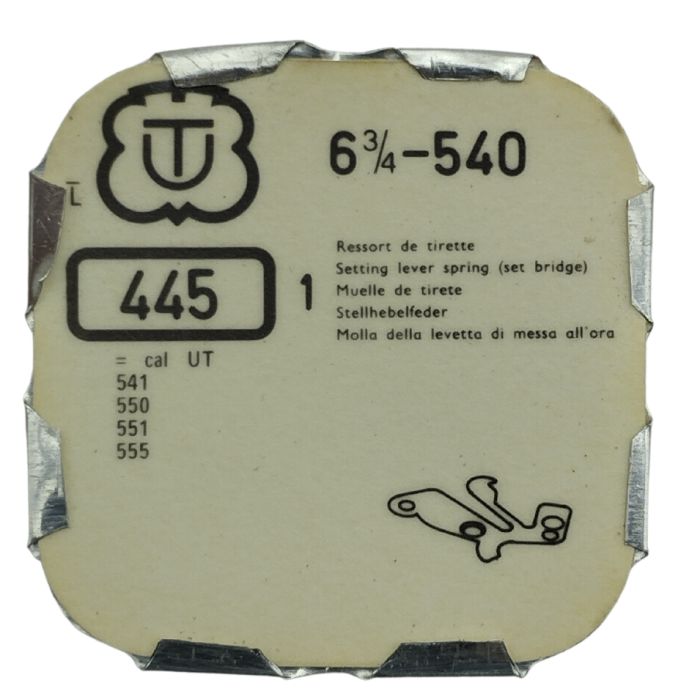 UT
6¾-540
L
445
1
Ressort de tirette
Setting lever spring (set bridge)
Muelle de tirete
Stellhebelfeder
Molla della levetta di messa all'ora
= cal UT
541
550
551
555